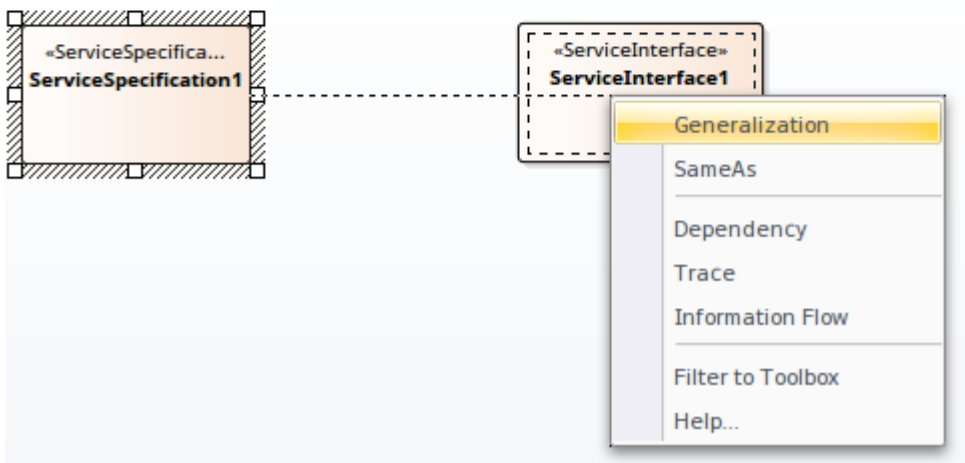 «ServiceSpecifica...
ServiceSpecification1
«ServiceInterface»
ServiceInterface1
Generalization
SameAs
Dependency
Trace
Information Flow
Filter to Toolbox
Help...